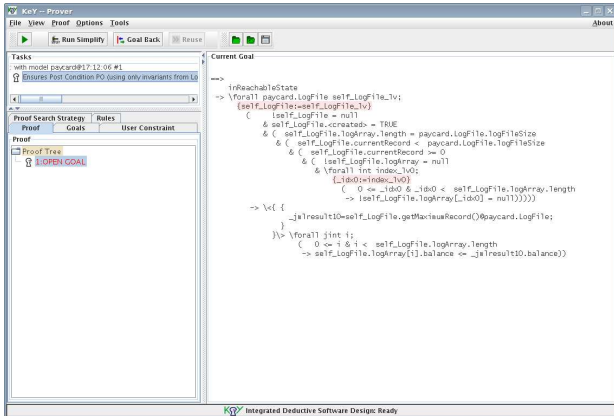 KeY -- Prover
File View Proof Options Tools About
Run Simplify Goal Back Reuse
Tasks
with model paycard@17:12:06 #1
Ensures Post Condition PO (using only invariants from Lo
Proof Search Strategy Rules
Proof Goals User Constraint
Proof
Proof Tree
1:OPEN GOAL
Current Goal
==>
inReachableState
-> \forall paycard.LogFile self_LogFile_lv;
{self_LogFile:=self_LogFile_lv}
( !self_LogFile = null
& self_LogFile.<created> = TRUE
& ( self_LogFile.logArray.length = paycard.LogFile.logFileSize
& ( self_LogFile.currentRecord < paycard.LogFile.logFileSize
& ( self_LogFile.currentRecord >= 0
& ( !self_LogFile.logArray = null
& \forall int index_lv0;
{_idx0:=index_lv0}
( 0 <= _idx0 & _idx0 < self_LogFile.logArray.length
-> !self_LogFile.logArray[_idx0] = null)))))
-> \<{ {
_jmlresult10=self_LogFile.getMaximumRecord()@paycard.LogFile;
}
}\> \forall jint i;
( 0 <= i & i < self_LogFile.logArray.length
-> self_LogFile.logArray[i].balance <= _jmlresult10.balance))
KeY Integrated Deductive Software Design: Ready